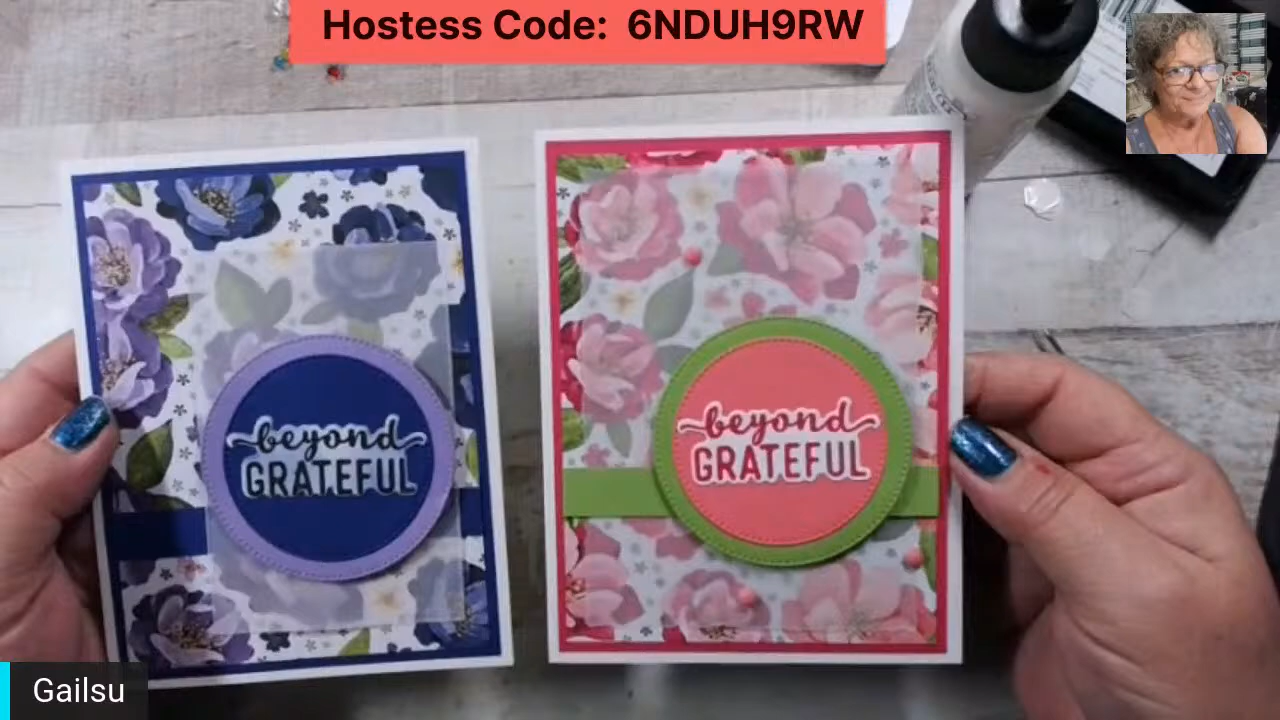 Hostess Code: 6NDUH9RW
beyond
GRATEFUL
beyond
GRATEFUL
Gailsu